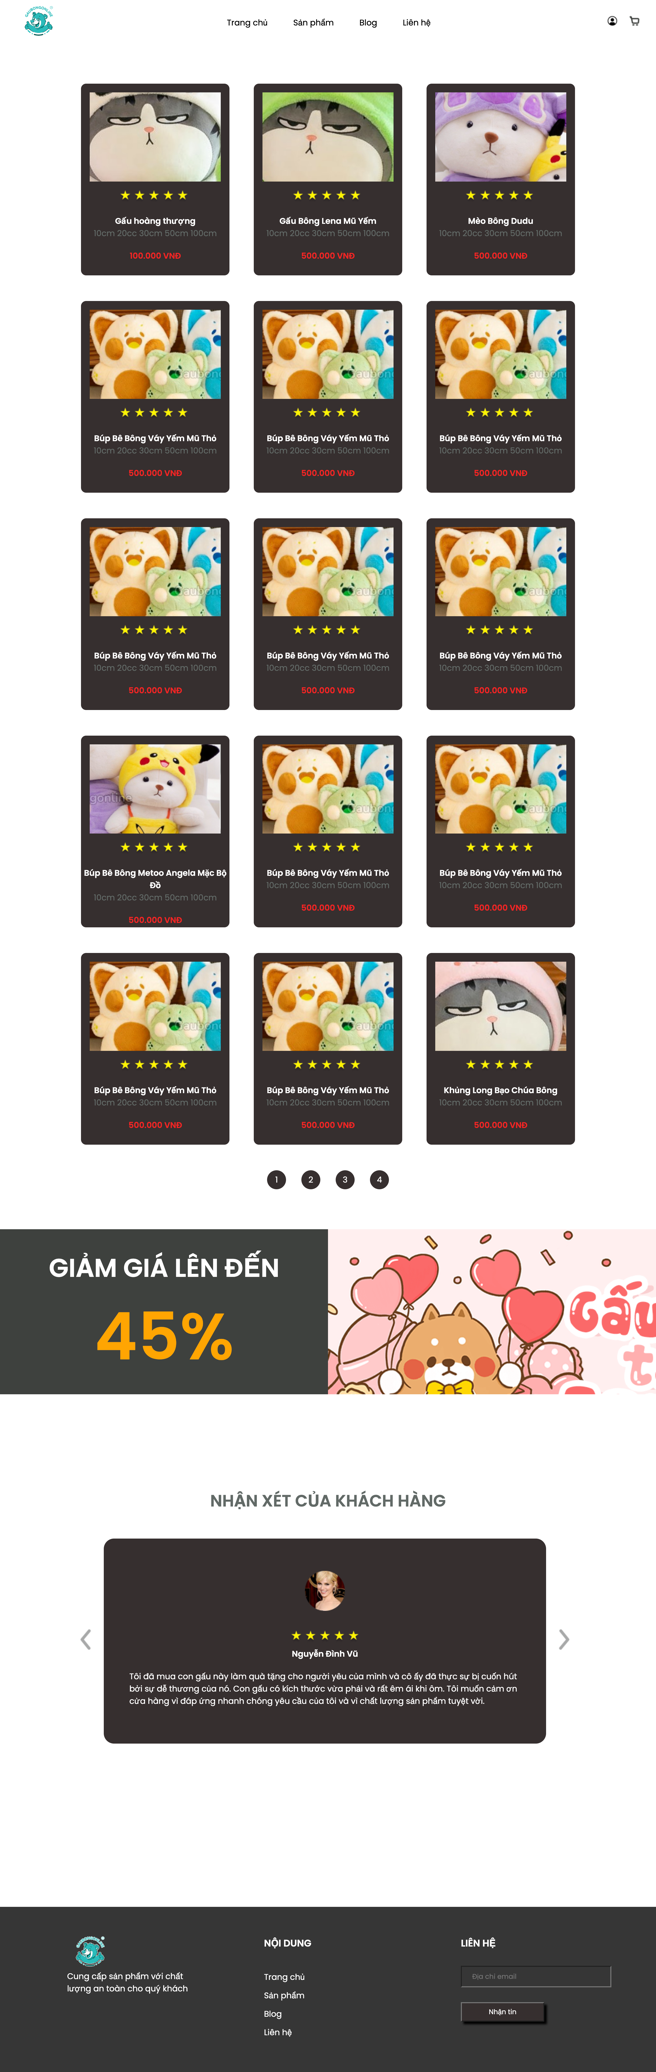 Trang chủ Sản phẩm Blog Liên hệ
Gấu hoàng thượng Gấu Bông Lena Mũ Yếm Mèo Bông Dudu
10cm 20cc 30cm 50cm 100cm 10cm 20cc 30cm 50cm 100cm 10cm 20cc 30cm 50cm 100cm
100.000 VNĐ 500.000 VNĐ 500.000 VNĐ
Búp Bê Bông Váy Yếm Mũ Thỏ Búp Bê Bông Váy Yếm Mũ Thỏ Búp Bê Bông Váy Yếm Mũ Thỏ
10cm 20cc 30cm 50cm 100cm 10cm 20cc 30cm 50cm 100cm 10cm 20cc 30cm 50cm 100cm
500.000 VNĐ 500.000 VNĐ 500.000 VNĐ
Búp Bê Bông Váy Yếm Mũ Thỏ Búp Bê Bông Váy Yếm Mũ Thỏ Búp Bê Bông Váy Yếm Mũ Thỏ
10cm 20cc 30cm 50cm 100cm 10cm 20cc 30cm 50cm 100cm 10cm 20cc 30cm 50cm 100cm
500.000 VNĐ 500.000 VNĐ 500.000 VNĐ
Búp Bê Bông Metoo Angela Mặc Bộ Búp Bê Bông Váy Yếm Mũ Thỏ Búp Bê Bông Váy Yếm Mũ Thỏ
Đồ 10cm 20cc 30cm 50cm 100cm 10cm 20cc 30cm 50cm 100cm
10cm 20cc 30cm 50cm 100cm
500.000 VNĐ 500.000 VNĐ 500.000 VNĐ
Búp Bê Bông Váy Yếm Mũ Thỏ Búp Bê Bông Váy Yếm Mũ Thỏ Khủng Long Bạo Chúa Bông
10cm 20cc 30cm 50cm 100cm 10cm 20cc 30cm 50cm 100cm 10cm 20cc 30cm 50cm 100cm
500.000 VNĐ 500.000 VNĐ 500.000 VNĐ
1 2 3 4
GIẢM GIÁ LÊN ĐẾN
45%
Gấu
NHẬN XÉT CỦA KHÁCH HÀNG
Nguyễn Đình Vũ
Tôi đã mua con gấu này làm quà tặng cho người yêu của mình và cô ấy đã thực sự bị cuốn hút
bởi sự dễ thương của nó. Con gấu có kích thước vừa phải và rất êm ái khi ôm. Tôi muốn cảm ơn
cửa hàng vì đáp ứng nhanh chóng yêu cầu của tôi và vì chất lượng sản phẩm tuyệt vời.
Cung cấp sản phẩm với chất
lượng an toàn cho quý khách
NỘI DUNG
Trang chủ
Sản phẩm
Blog
Liên hệ
LIÊN HỆ
Địa chỉ email
Nhận tin